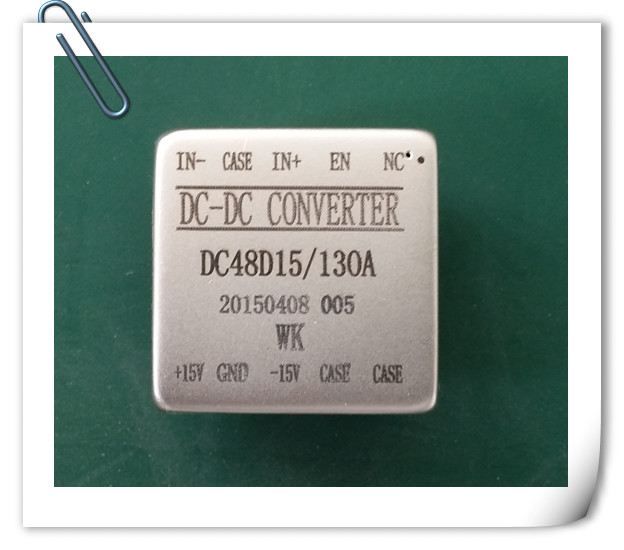 IN- CASE IN+ EN NC
DC-DC CONVERTER
DC48D15/130A
20150408 005
WK
+15V GND -15V CASE CASE